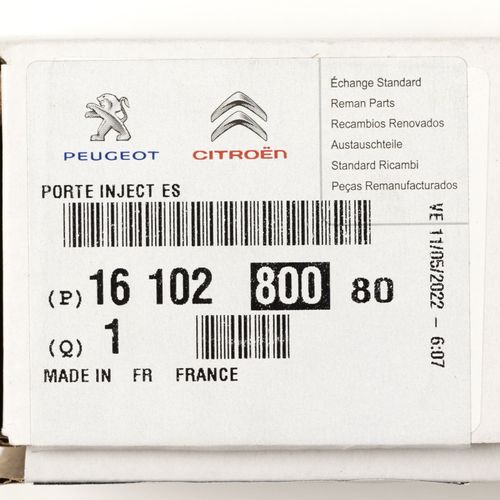 PEUGEOT
CITROËN
Échange Standard
Reman Parts
Recambios Renovados
Austauschteile
Standard Ricambi
Peças Remanufacturados
PORTE INJECT ES
(P) 16 102 800 80
(Q) 1
MADE IN FR FRANCE
VE 11/05/2022 - 6:07